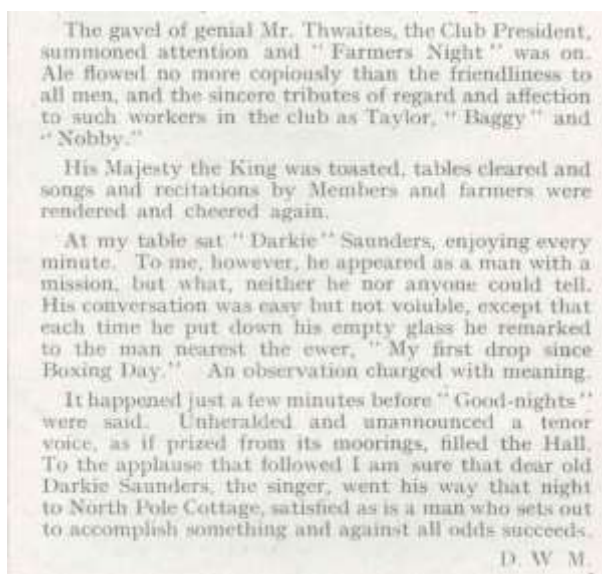 The gavel of genial Mr. Thwaites, the Club President,
summoned attention and "Farmers Night" was on.
Ale flowed no more copiously than the friendliness to
all men, and the sincere tributes of regard and affection
to such workers in the club as Taylor, "Baggy" and
"Nobby."
His Majesty the King was toasted, tables cleared and
songs and recitations by Members and farmers were
rendered and cheered again.
At my table sat "Darkie" Saunders, enjoying every
minute. To me, however, he appeared as a man with a
mission, but what, neither he nor anyone could tell.
His conversation was easy but not voluble, except that
each time he put down his empty glass he remarked
to the man nearest the ewer, "My first drop since
Boxing Day." An observation charged with meaning.
It happened just a few minutes before "Good-nights"
were said. Unheralded and unannounced a tenor
voice, as if prized from its moorings, filled the Hall.
To the applause that followed I am sure that dear old
Darkie Saunders, the singer, went his way that night
to North Pole Cottage, satisfied as is a man who sets out
to accomplish something and against all odds succeeds.
D. W. M.